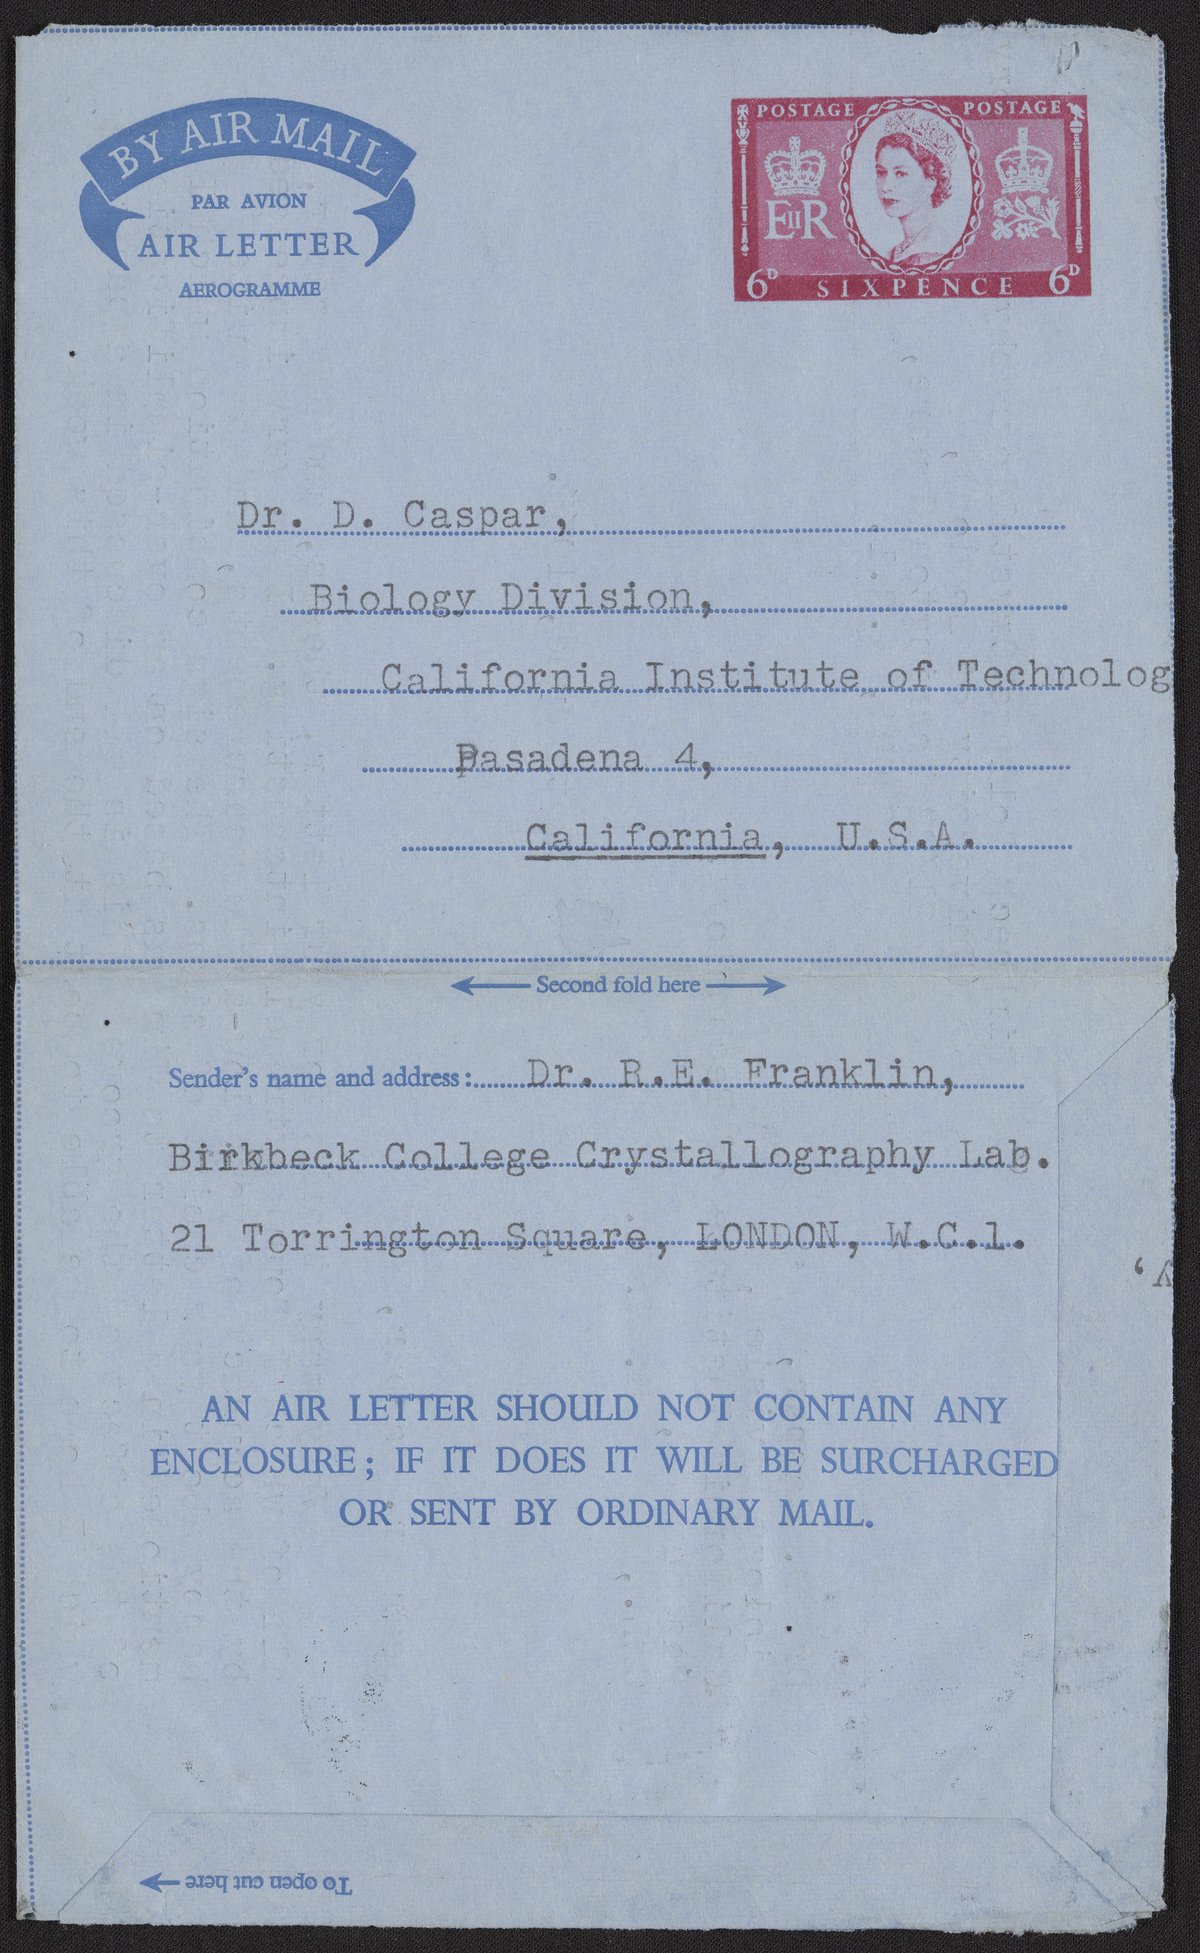 BY AIR MAIL
PAR AVION
AIR LETTER
AEROGRAMME
POSTAGE POSTAGE
E II R
6D SIXPENCE 6D
Dr. D. Caspar,
Biology Division,
California Institute of Technolog
Pasadena 4,
California, U.S.A.
Second fold here
Sender's name and address: Dr. R.E. Franklin,
Birkbeck College Crystallography Lab.
21 Torrington Square, LONDON, W.C.1.
AN AIR LETTER SHOULD NOT CONTAIN ANY
ENCLOSURE; IF IT DOES IT WILL BE SURCHARGED
OR SENT BY ORDINARY MAIL.
To open cut here